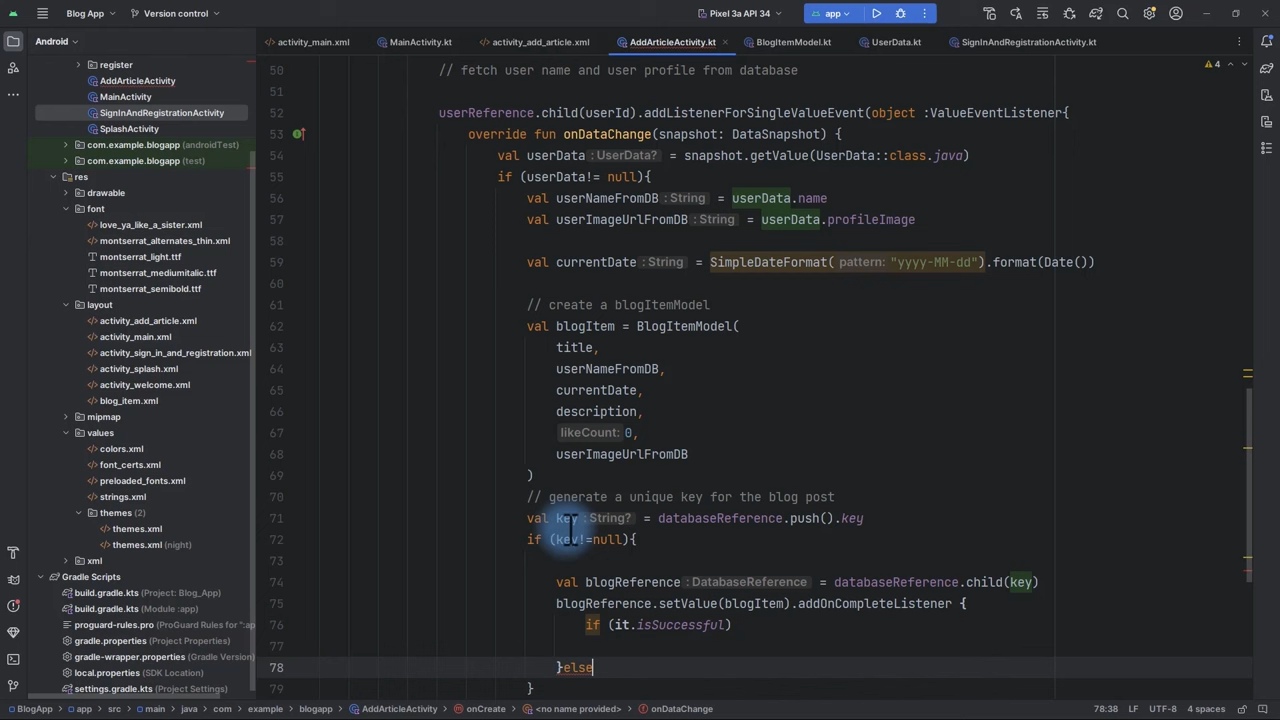 Blog App
Version control
Pixel 3a API 34
app
Android
activity_main.xml
MainActivity.kt
activity_add_article.xml
AddArticleActivity.kt
BlogItemModel.kt
UserData.kt
SignInAndRegistrationActivity.kt
register
AddArticleActivity
MainActivity
SignInAndRegistrationActivity
SplashActivity
com.example.blogapp (androidTest)
com.example.blogapp (test)
res
drawable
font
love_ya_like_a_sister.xml
montserrat_alternates_thin.xml
montserrat_light.ttf
montserrat_mediumitalic.ttf
montserrat_semibold.ttf
layout
activity_add_article.xml
activity_main.xml
activity_sign_in_and_registration.xml
activity_splash.xml
activity_welcome.xml
blog_item.xml
mipmap
values
colors.xml
font_certs.xml
preloaded_fonts.xml
strings.xml
themes (2)
themes.xml
themes.xml (night)
xml
Gradle Scripts
build.gradle.kts (Project: Blog_App)
build.gradle.kts (Module :app)
proguard-rules.pro (ProGuard Rules for ":ap
gradle.properties (Project Properties)
gradle-wrapper.properties (Gradle Version)
local.properties (SDK Location)
settings.gradle.kts (Project Settings)
4
50 // fetch user name and user profile from database
51
52 userReference.child(userId).addListenerForSingleValueEvent(object :ValueEventListener{
53 override fun onDataChange(snapshot: DataSnapshot) {
54 val userData : UserData? = snapshot.getValue(UserData::class.java)
55 if (userData!= null){
56 val userNameFromDB : String = userData.name
57 val userImageUrlFromDB : String = userData.profileImage
58
59 val currentDate : String = SimpleDateFormat( pattern: "yyyy-MM-dd").format(Date())
60
61 // create a blogItemModel
62 val blogItem = BlogItemModel(
63 title,
64 userNameFromDB,
65 currentDate,
66 description,
67 likeCount: 0,
68 userImageUrlFromDB
69 )
70 // generate a unique key for the blog post
71 val key : String? = databaseReference.push().key
72 if (key!=null){
74 val blogReference : DatabaseReference = databaseReference.child(key)
75 blogReference.setValue(blogItem).addOnCompleteListener {
76 if (it.isSuccessful)
77
78 }else
79 }
BlogApp
app
src
main
java
com
example
blogapp
AddArticleActivity
onCreate
<no name provided>
onDataChange
78:38
LF
UTF-8
4 spaces